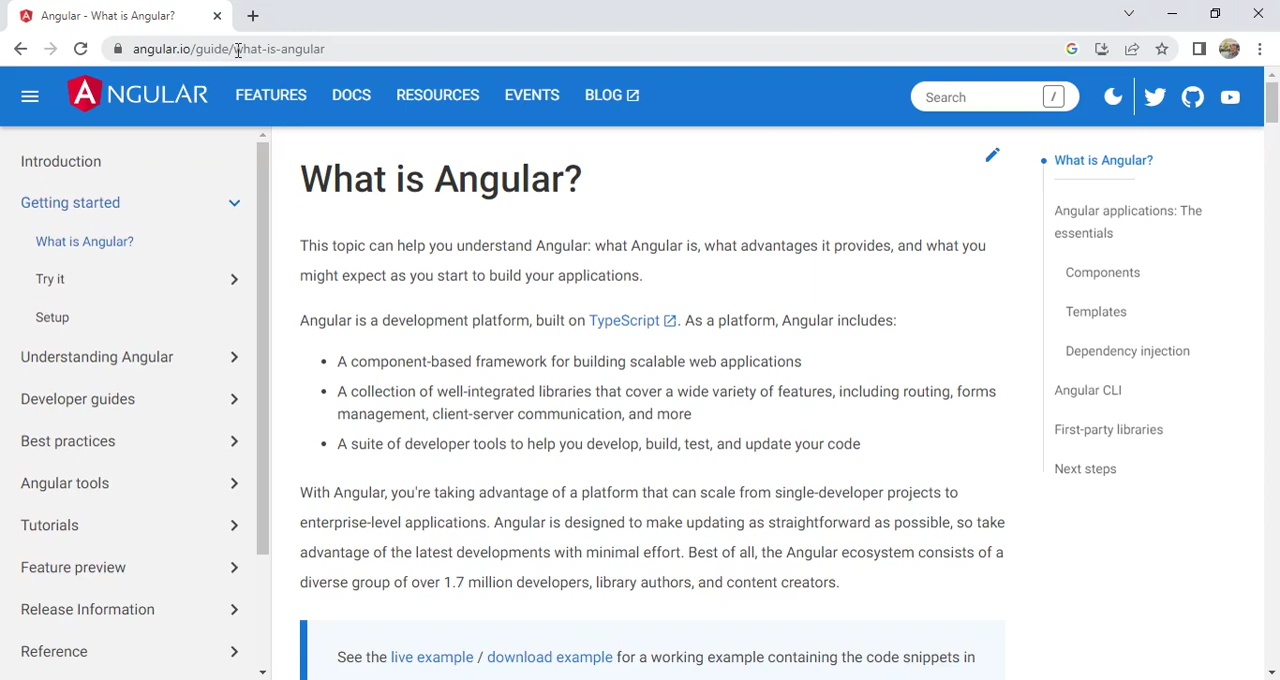 Angular - What is Angular?
angular.io/guide/what-is-angular
ANGULAR
FEATURES
DOCS
RESOURCES
EVENTS
BLOG
Search
/
Introduction
Getting started
What is Angular?
Try it
Setup
Understanding Angular
Developer guides
Best practices
Angular tools
Tutorials
Feature preview
Release Information
Reference
What is Angular?
This topic can help you understand Angular: what Angular is, what advantages it provides, and what you
might expect as you start to build your applications.
Angular is a development platform, built on TypeScript. As a platform, Angular includes:
• A component-based framework for building scalable web applications
• A collection of well-integrated libraries that cover a wide variety of features, including routing, forms
management, client-server communication, and more
• A suite of developer tools to help you develop, build, test, and update your code
With Angular, you're taking advantage of a platform that can scale from single-developer projects to
enterprise-level applications. Angular is designed to make updating as straightforward as possible, so take
advantage of the latest developments with minimal effort. Best of all, the Angular ecosystem consists of a
diverse group of over 1.7 million developers, library authors, and content creators.
See the live example / download example for a working example containing the code snippets in
What is Angular?
Angular applications: The
essentials
Components
Templates
Dependency injection
Angular CLI
First-party libraries
Next steps